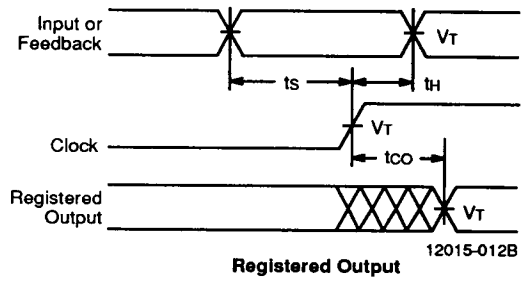 Input or
Feedback
VT
tS
tH
Clock
VT
tCO
Registered
Output
VT
12015-012B
Registered Output